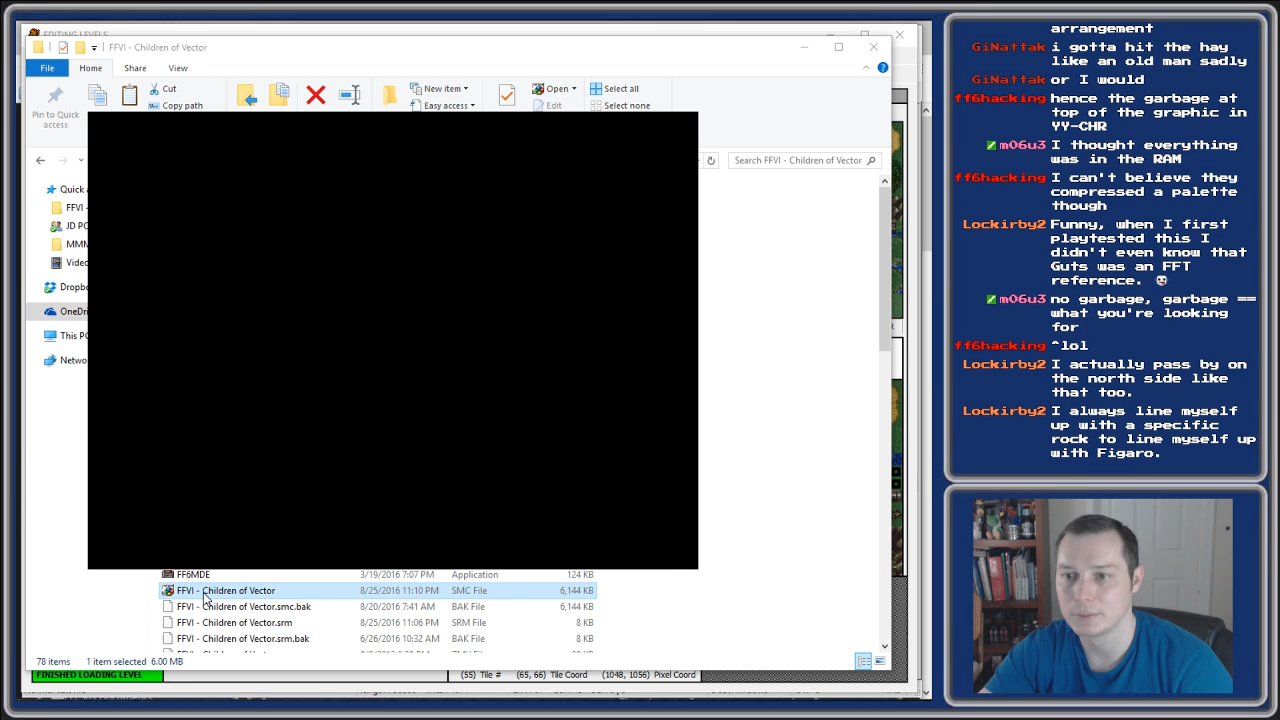 EDITING LEVELS
FFVI - Children of Vector
File Home Share View
Cut
Copy path
Pin to Quick
access
New item
Easy access
Open
Edit
Select all
Select none
Search FFVI - Children of Vector
Quick a
FFVI -
JD PC
MMM
Video
Dropbo
OneDri
This PC
Netwo
FF6MDE 3/19/2016 7:07 PM Application 124 KB
FFVI - Children of Vector 8/25/2016 11:10 PM SMC File 6,144 KB
FFVI - Children of Vector.smc.bak 8/20/2016 7:41 AM BAK File 6,144 KB
FFVI - Children of Vector.srm 8/25/2016 11:06 PM SRM File 8 KB
FFVI - Children of Vector.srm.bak 6/26/2016 10:32 AM BAK File 8 KB
78 items 1 item selected 6.00 MB
FINISHED LOADING LEVEL (55) Tile # (65, 66) Tile Coord (1048, 1056) Pixel Coord
arrangement
GiNattak i gotta hit the hay
like an old man sadly
GiNattak or I would
ff6hacking hence the garbage at
top of the graphic in
YY-CHR
m06u3 I thought everything
was in the RAM
ff6hacking I can't believe they
compressed a palette
though
Lockirby2 Funny, when I first
playtested this I
didn't even know that
Guts was an FFT
reference.
m06u3 no garbage, garbage ==
what you're looking
for
ff6hacking ^lol
Lockirby2 I actually pass by on
the north side like
that too.
Lockirby2 I always line myself
up with a specific
rock to line myself up
with Figaro.